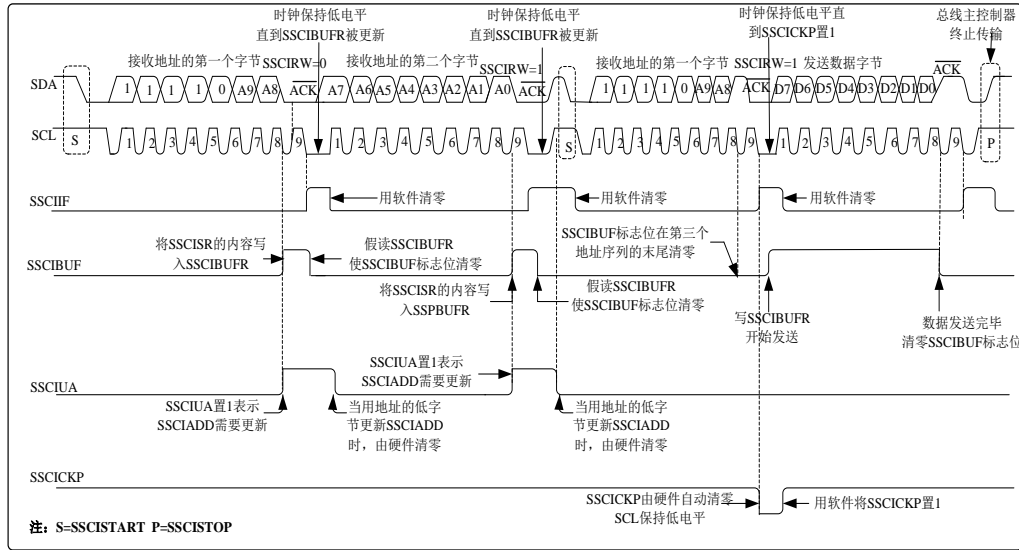 时钟保持低电平
直到SSCIBUFR被更新
时钟保持低电平
直到SSCIBUFR被更新
时钟保持低电平直
到SSCICKP置1
总线主控制器
终止传输
接收地址的第一个字节
SSCIRW=0
接收地址的第二个字节
SSCIRW=1
接收地址的第一个字节
SSCIRW=1
发送数据字节
ACK
SDA
1 1 1 1 0 A9 A8 ACK A7 A6 A5 A4 A3 A2 A1 A0 ACK 1 1 1 1 0 A9 A8 ACK D7 D6 D5 D4 D3 D2 D1 D0
SCL
S 1 2 3 4 5 6 7 8 9 1 2 3 4 5 6 7 8 9 S 1 2 3 4 5 6 7 8 9 1 2 3 4 5 6 7 8 9 P
SSCIIF
用软件清零
用软件清零
用软件清零
SSCIBUF
将SSCISR的内容写
入SSCIBUFR
假读SSCIBUFR
使SSCIBUF标志位清零
将SSCISR的内容写
入SSPBUFR
假读SSCIBUFR
使SSCIBUF标志位清零
SSCIBUF标志位在第三个
地址序列的末尾清零
写SSCIBUFR
开始发送
数据发送完毕
清零SSCIBUF标志位
SSCIUA
SSCIUA置1表示
SSCIADD需要更新
当用地址的低字
节更新SSCIADD
时，由硬件清零
SSCIUA置1表示
SSCIADD需要更新
当用地址的低字
节更新SSCIADD
时，由硬件清零
SSCICKP
SSCICKP由硬件自动清零
SCL保持低电平
用软件将SSCICKP置1
注：S=SSCISTART P=SSCISTOP